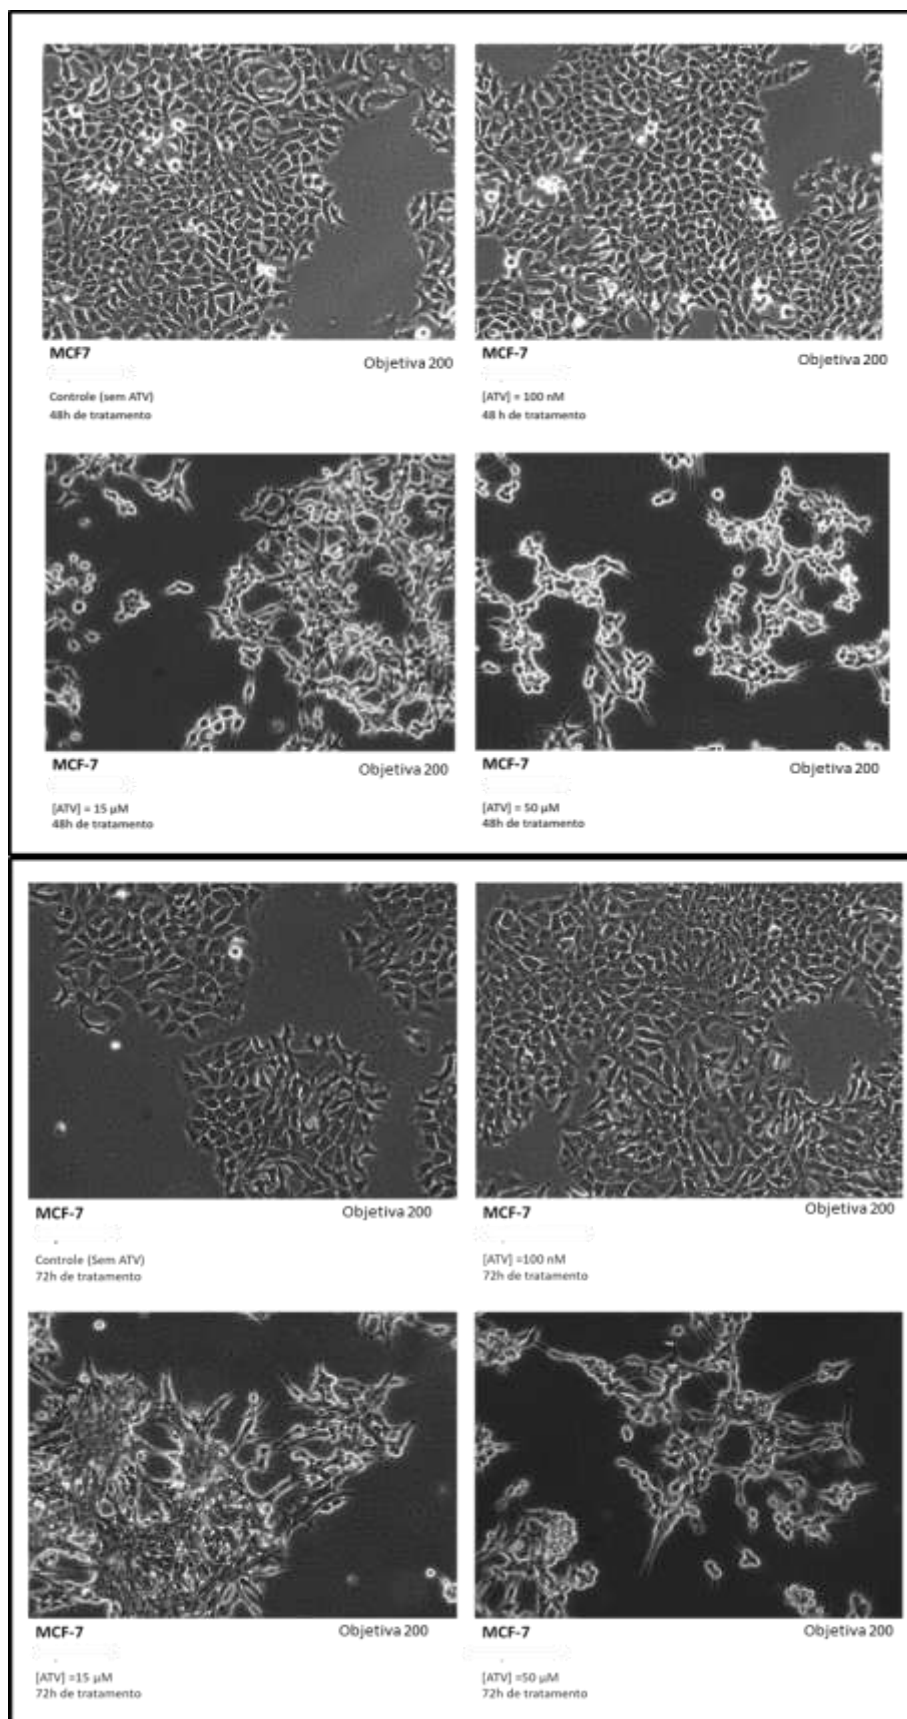 MCF7
Objetiva 200
Controle (sem ATV)
48h de tratamento
MCF-7
Objetiva 200
[ATV] = 100 nM
48 h de tratamento
MCF-7
Objetiva 200
[ATV] = 15 µM
48h de tratamento
MCF-7
Objetiva 200
[ATV] = 50 µM
48h de tratamento
MCF-7
Objetiva 200
Controle (Sem ATV)
72h de tratamento
MCF-7
Objetiva 200
[ATV] =100 nM
72h de tratamento
MCF-7
Objetiva 200
[ATV] =15 µM
72h de tratamento
MCF-7
Objetiva 200
[ATV] =50 µM
72h de tratamento